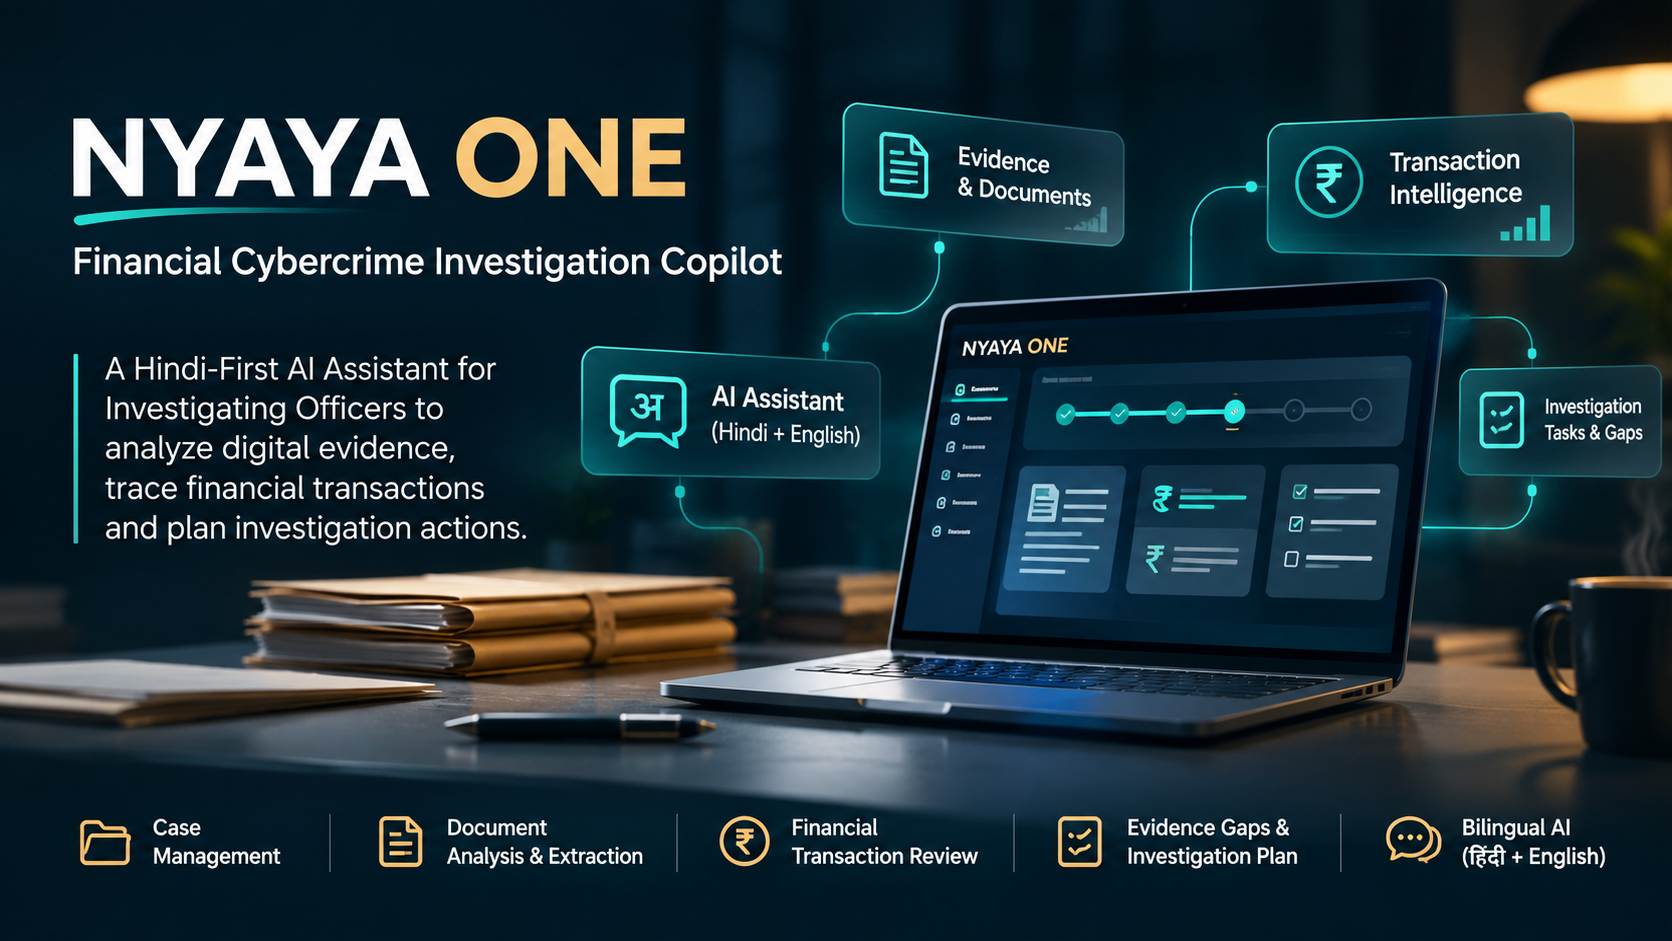 NYAYA ONE
Financial Cybercrime Investigation Copilot
A Hindi-First AI Assistant for
Investigating Officers to
analyze digital evidence,
trace financial transactions
and plan investigation actions.
Evidence
& Documents
₹
Transaction
Intelligence
अ
AI Assistant
(Hindi + English)
NYAYA ONE
₹
Investigation
Tasks & Gaps
Case
Management
Document
Analysis & Extraction
₹
Financial
Transaction Review
Evidence Gaps &
Investigation Plan
Bilingual AI
(हिंदी + English)